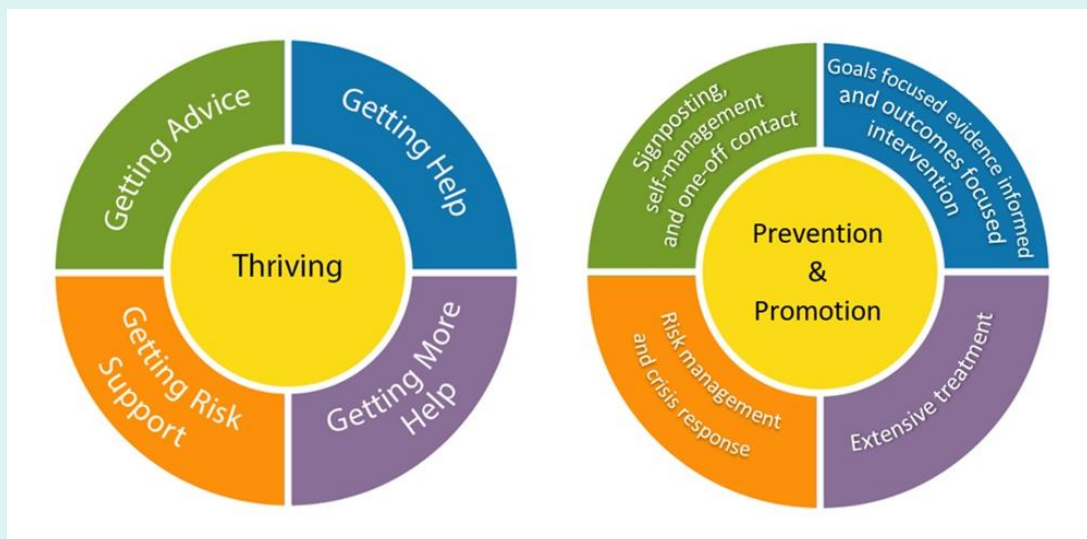 Getting Advice
Getting Help
Thriving
Getting Risk
Support
Getting More
Help
Signposting,
self-management
and one-off contact
Goals focused evidence informed
and outcomes focused
intervention
Prevention
&
Promotion
Risk management
and crisis response
Extensive treatment